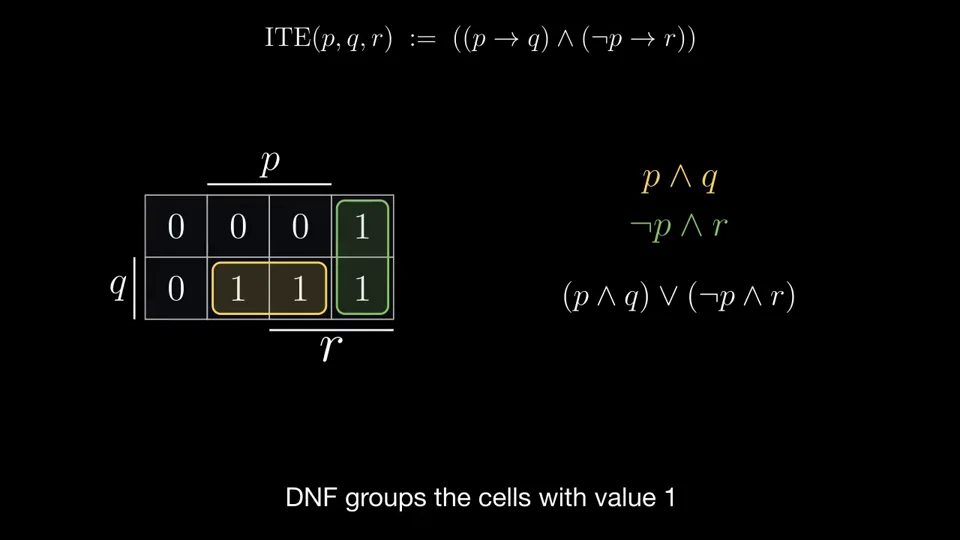 ITE(p, q, r) := ((p → q) ∧ (¬p → r))
p
0 0 0 1
q 0 1 1 1
r
p ∧ q
¬p ∧ r
(p ∧ q) ∨ (¬p ∧ r)
DNF groups the cells with value 1